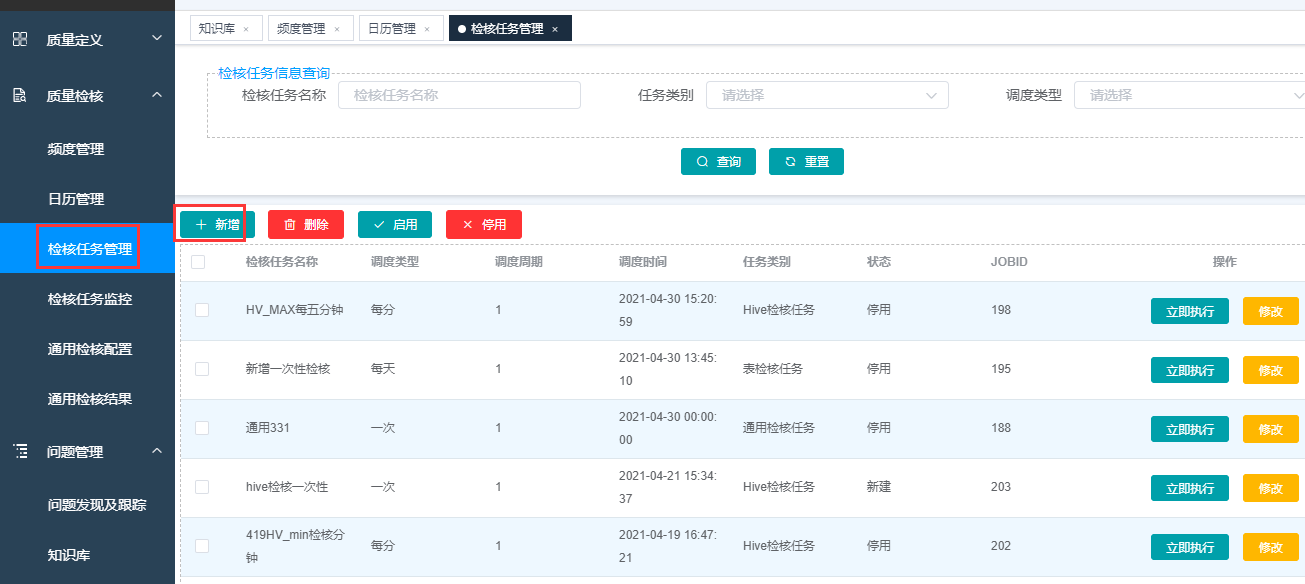 质量定义
质量检核
频度管理
日历管理
检核任务管理
检核任务监控
通用检核配置
通用检核结果
问题管理
问题发现及跟踪
知识库
知识库 × 频度管理 × 日历管理 × 检核任务管理 ×
检核任务信息查询
检核任务名称 检核任务名称 任务类别 请选择 调度类型 请选择
查询 重置
新增 删除 启用 停用
检核任务名称 调度类型 调度周期 调度时间 任务类别 状态 JOBID 操作
HV_MAX每五分钟 每分 1 2021-04-30 15:20:
59 Hive检核任务 停用 198 立即执行 修改
新增一次性检核 每天 1 2021-04-30 13:45:
10 表检核任务 停用 195 立即执行 修改
通用331 一次 1 2021-04-30 00:00:
00 通用检核任务 停用 188 立即执行 修改
hive检核一次性 一次 1 2021-04-21 15:34:
37 Hive检核任务 新建 203 立即执行 修改
419HV_min检核分
钟 每分 1 2021-04-19 16:47:
21 Hive检核任务 停用 202 立即执行 修改